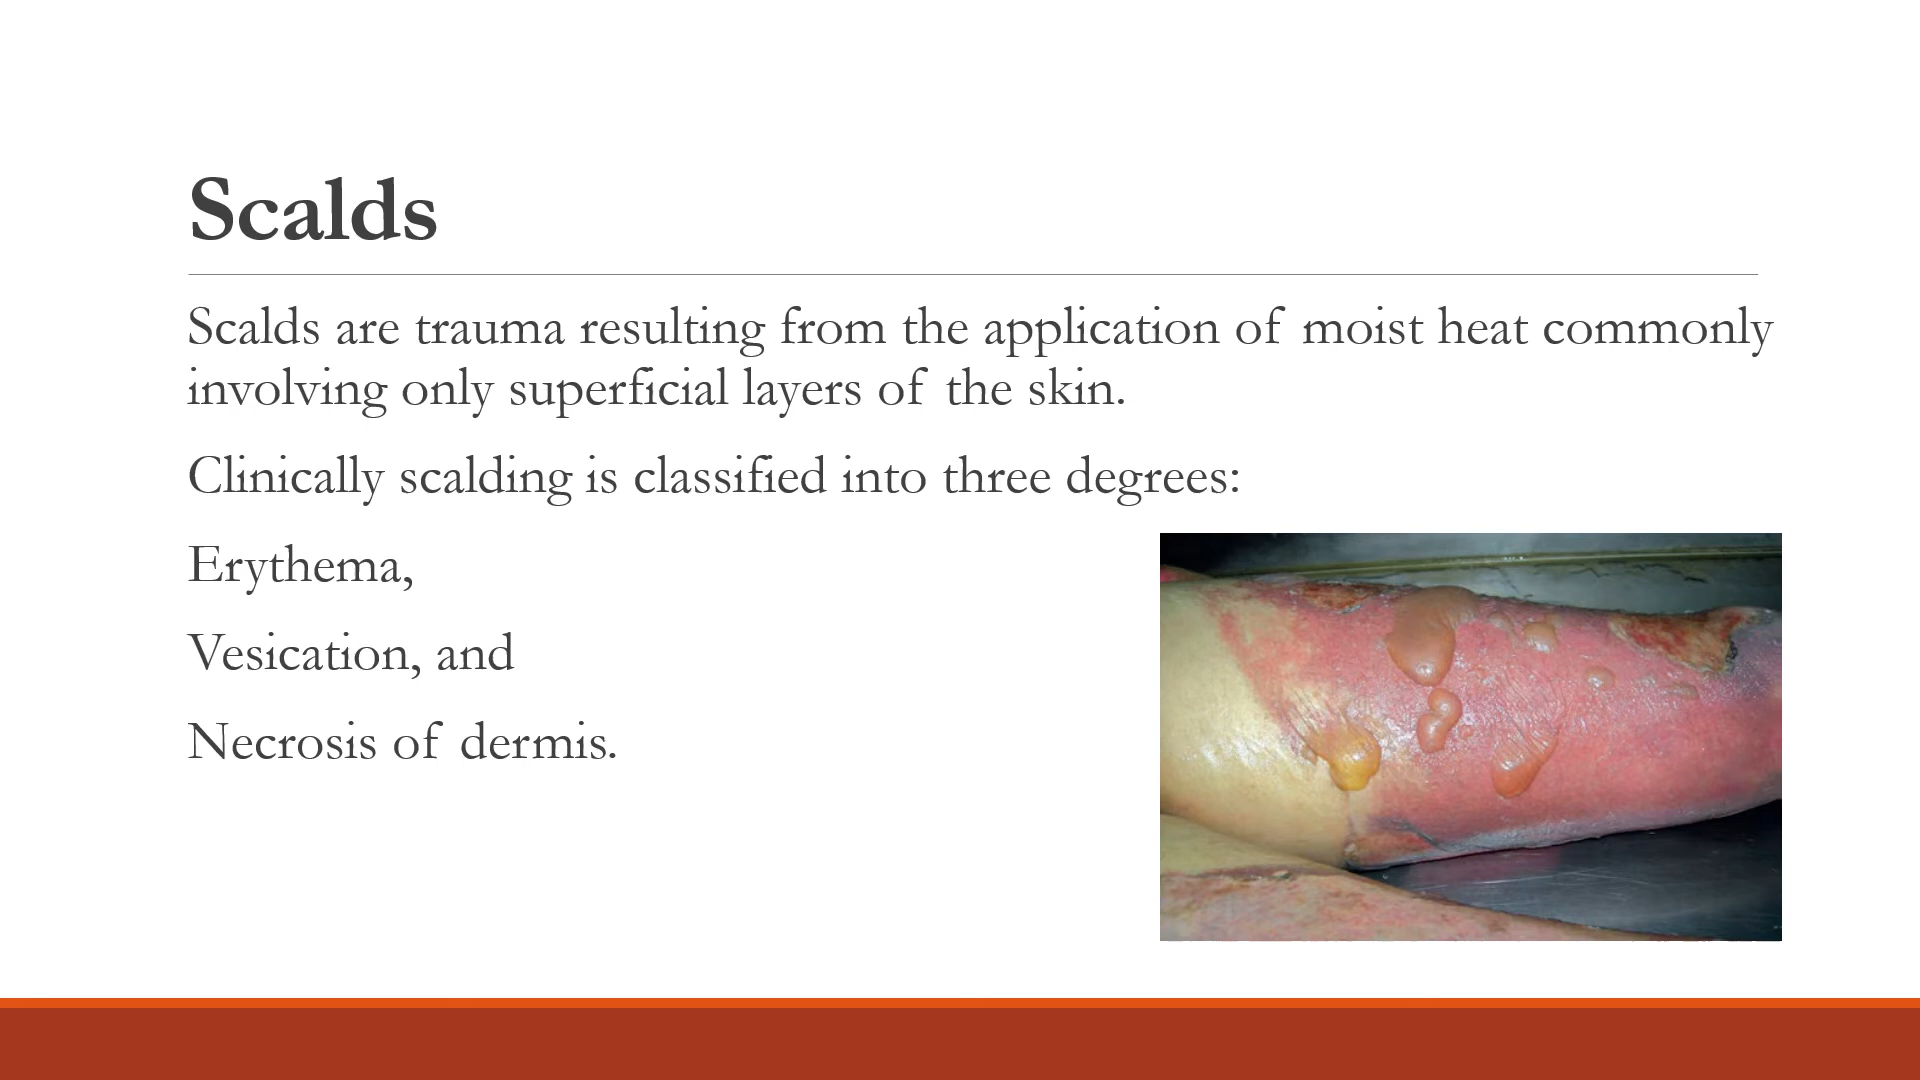 Scalds
Scalds are trauma resulting from the application of moist heat commonly
involving only superficial layers of the skin.
Clinically scalding is classified into three degrees:
Erythema,
Vesication, and
Necrosis of dermis.